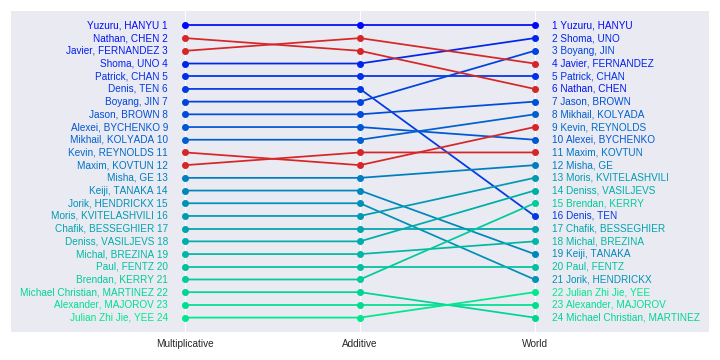 Yuzuru, HANYU 1
1 Yuzuru, HANYU
Nathan, CHEN 2
2 Shoma, UNO
Javier, FERNANDEZ 3
3 Boyang, JIN
Shoma, UNO 4
4 Javier, FERNANDEZ
Patrick, CHAN 5
5 Patrick, CHAN
Denis, TEN 6
6 Nathan, CHEN
Boyang, JIN 7
7 Jason, BROWN
Jason, BROWN 8
8 Mikhail, KOLYADA
Alexei, BYCHENKO 9
9 Kevin, REYNOLDS
Mikhail, KOLYADA 10
10 Alexei, BYCHENKO
Kevin, REYNOLDS 11
11 Maxim, KOVTUN
Maxim, KOVTUN 12
12 Misha, GE
Misha, GE 13
13 Moris, KVITELASHVILI
Keiji, TANAKA 14
14 Deniss, VASILJEVS
Jorik, HENDRICKX 15
15 Brendan, KERRY
Moris, KVITELASHVILI 16
16 Denis, TEN
Chafik, BESSEGHIER 17
17 Chafik, BESSEGHIER
Deniss, VASILJEVS 18
18 Michal, BREZINA
Michal, BREZINA 19
19 Keiji, TANAKA
Paul, FENTZ 20
20 Paul, FENTZ
Brendan, KERRY 21
21 Jorik, HENDRICKX
Michael Christian, MARTINEZ 22
22 Julian Zhi Jie, YEE
Alexander, MAJOROV 23
23 Alexander, MAJOROV
Julian Zhi Jie, YEE 24
24 Michael Christian, MARTINEZ
Multiplicative
Additive
World